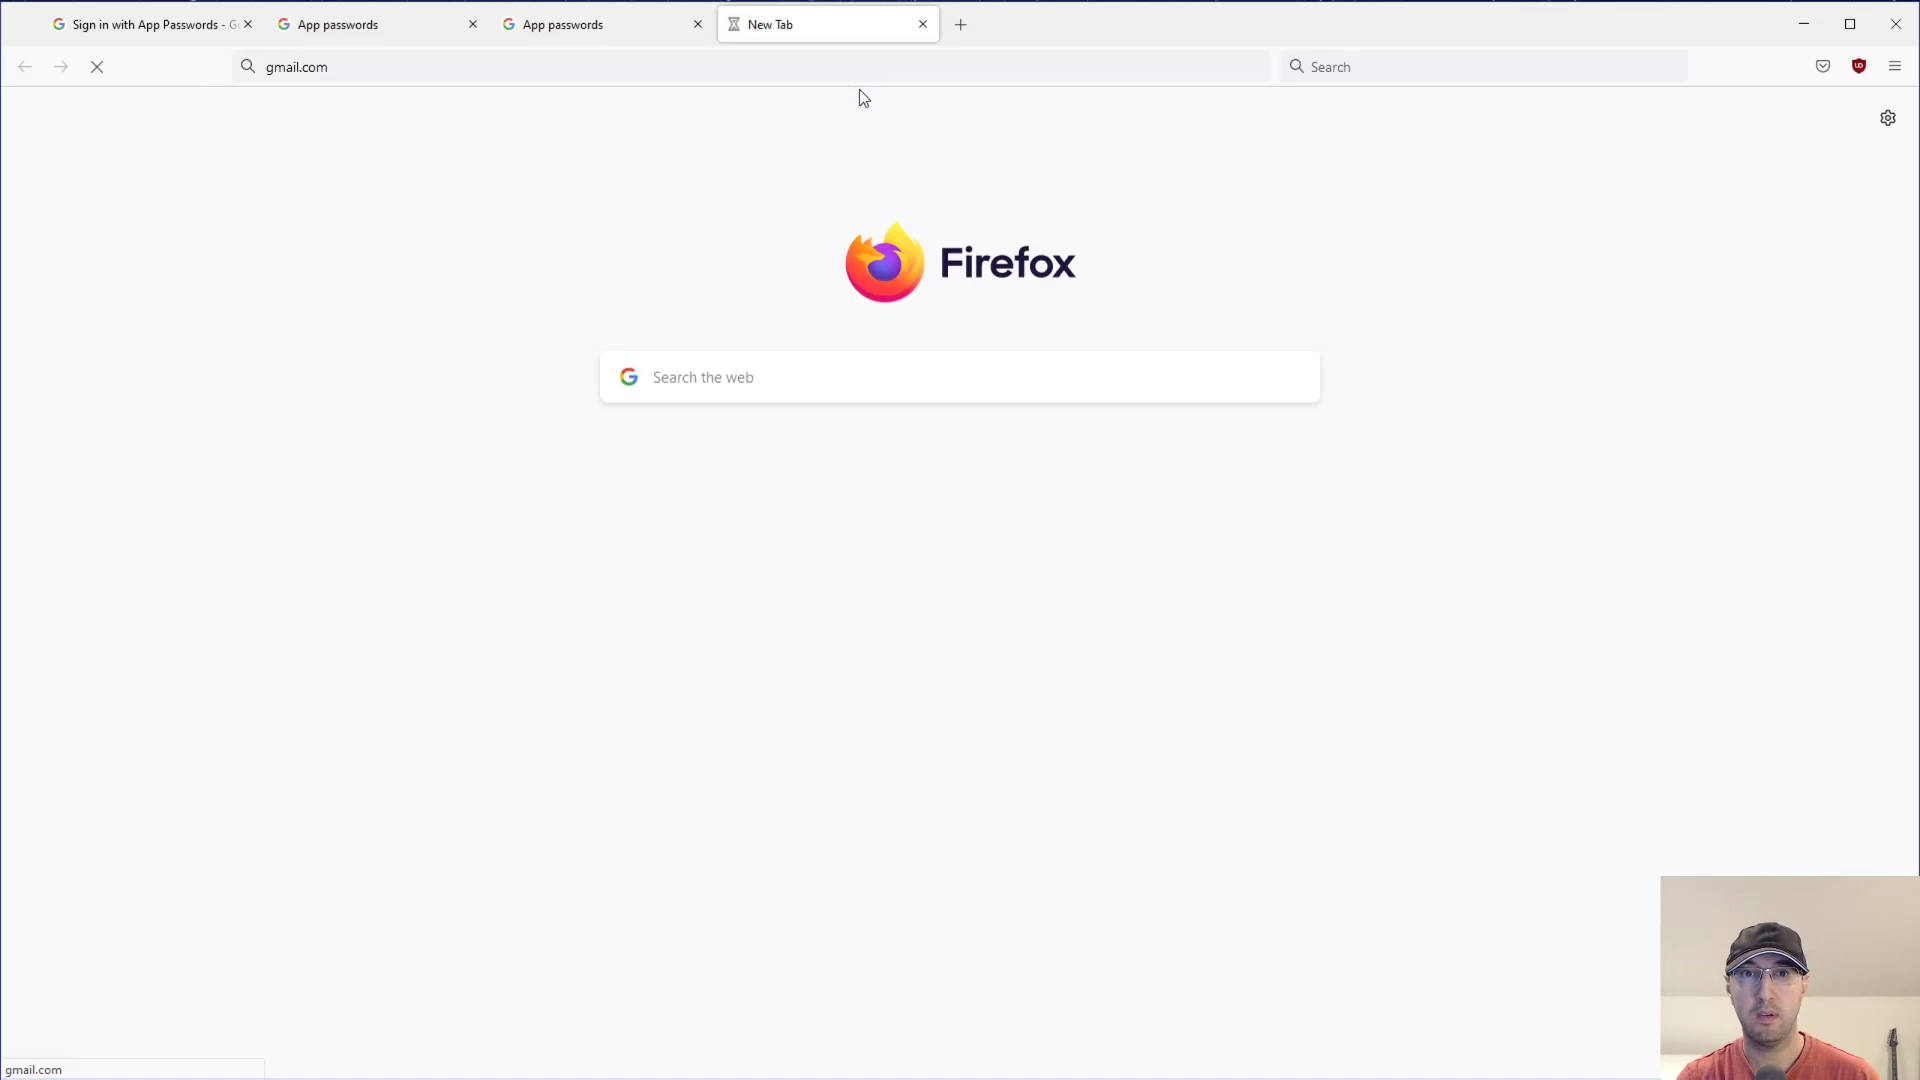 Sign in with App Passwords - G
App passwords
App passwords
New Tab
gmail.com
Search
Firefox
Search the web
gmail.com